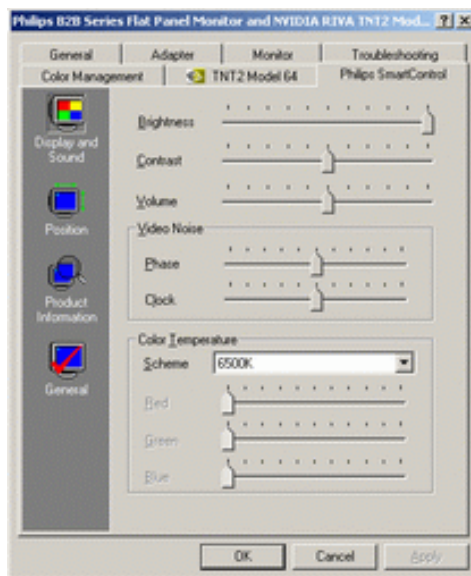 Philips B2B Series Flat Panel Monitor and NVIDIA RIVA TNT2 Mod...
General Adapter Monitor Troubleshooting
Color Management TNT2 Model 64 Philips SmartControl
Display and
Sound
Position
Product
Information
General
Brightness
Contrast
Volume
Video Noise
Phase
Clock
Color Temperature
Scheme 6500K
Red
Green
Blue
OK Cancel Apply